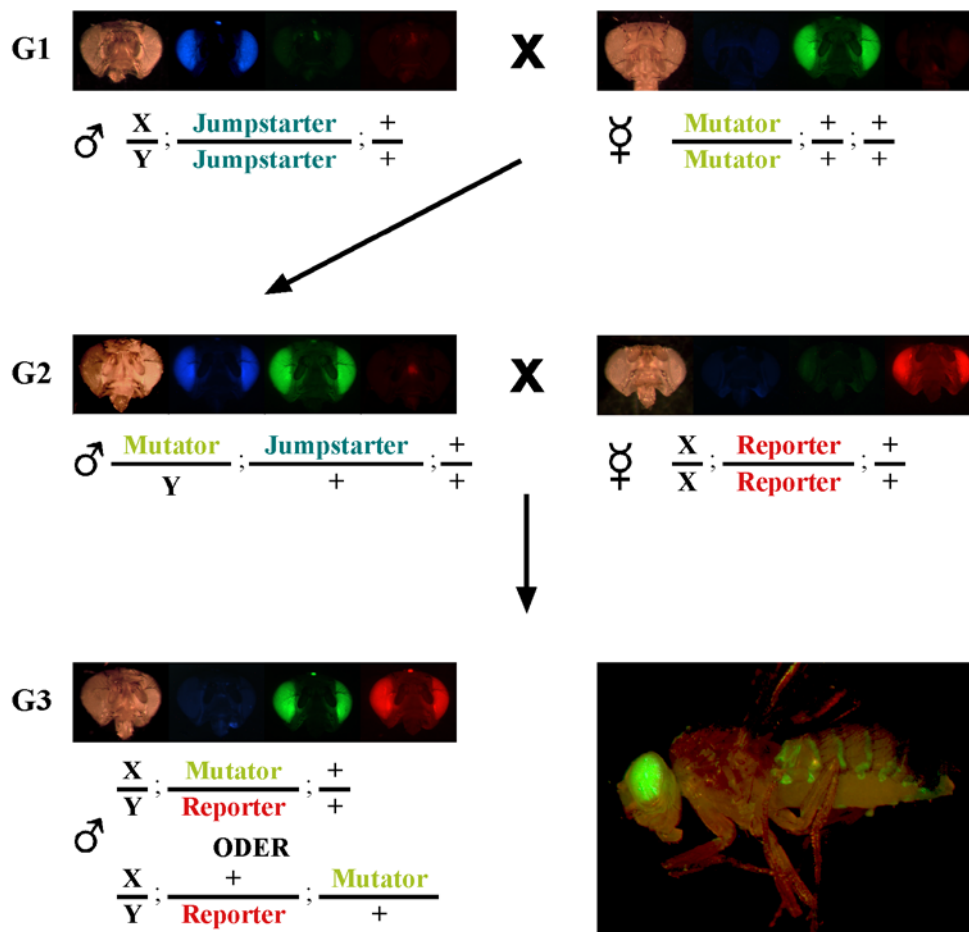 G1
X
♂ X/Y ; Jumpstarter/Jumpstarter ; +/+
☿ Mutator/Mutator ; +/+ ; +/+
G2
X
♂ Mutator/Y ; Jumpstarter/+ ; +/+
☿ X/X ; Reporter/Reporter ; +/+
G3
♂ X/Y ; Mutator/Reporter ; +/+
ODER
X/Y ; +/Reporter ; Mutator/+